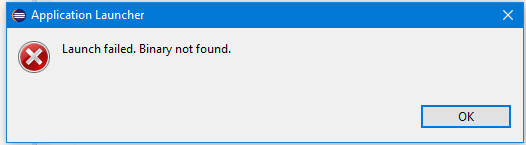 Application Launcher
Launch failed. Binary not found.
OK